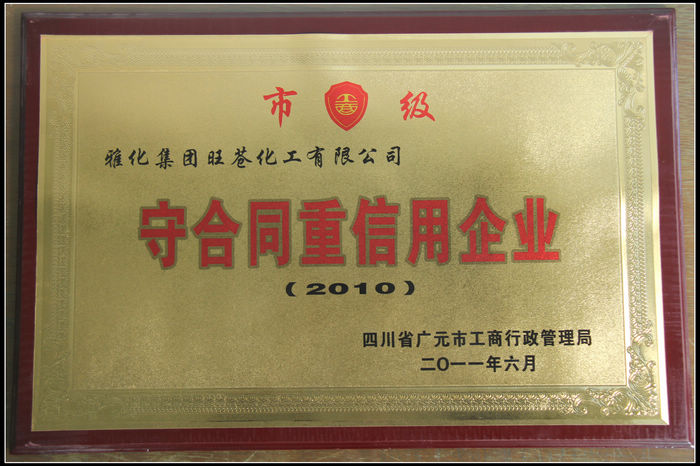 市 级
雅化集团旺苍化工有限公司
守合同重信用企业
(2010)
四川省广元市工商行政管理局
二〇一一年六月